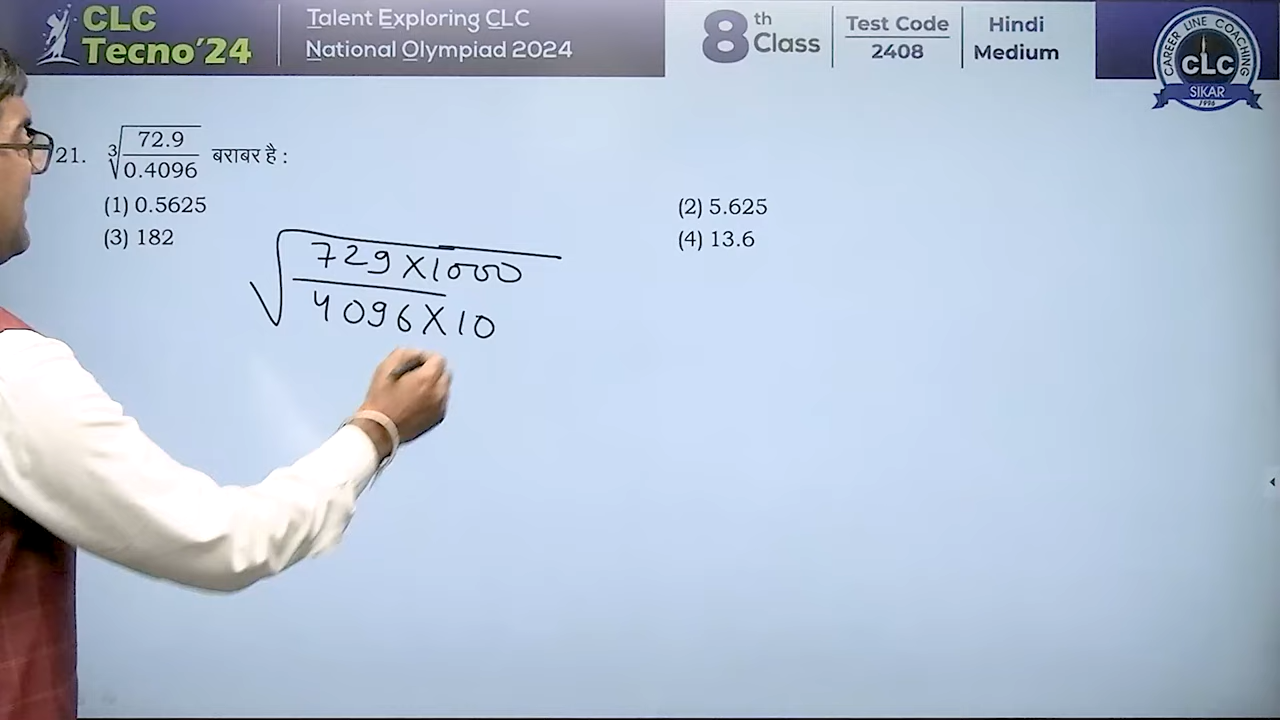 CLC
Tecno'24
Talent Exploring CLC
National Olympiad 2024
8th Class
Test Code
2408
Hindi
Medium
CAREER LINE COACHING
CLC
SIKAR
1996
21. ∛(72.9/0.4096) बराबर है :
(1) 0.5625
(2) 5.625
(3) 182
(4) 13.6
√729×1000
4096×10